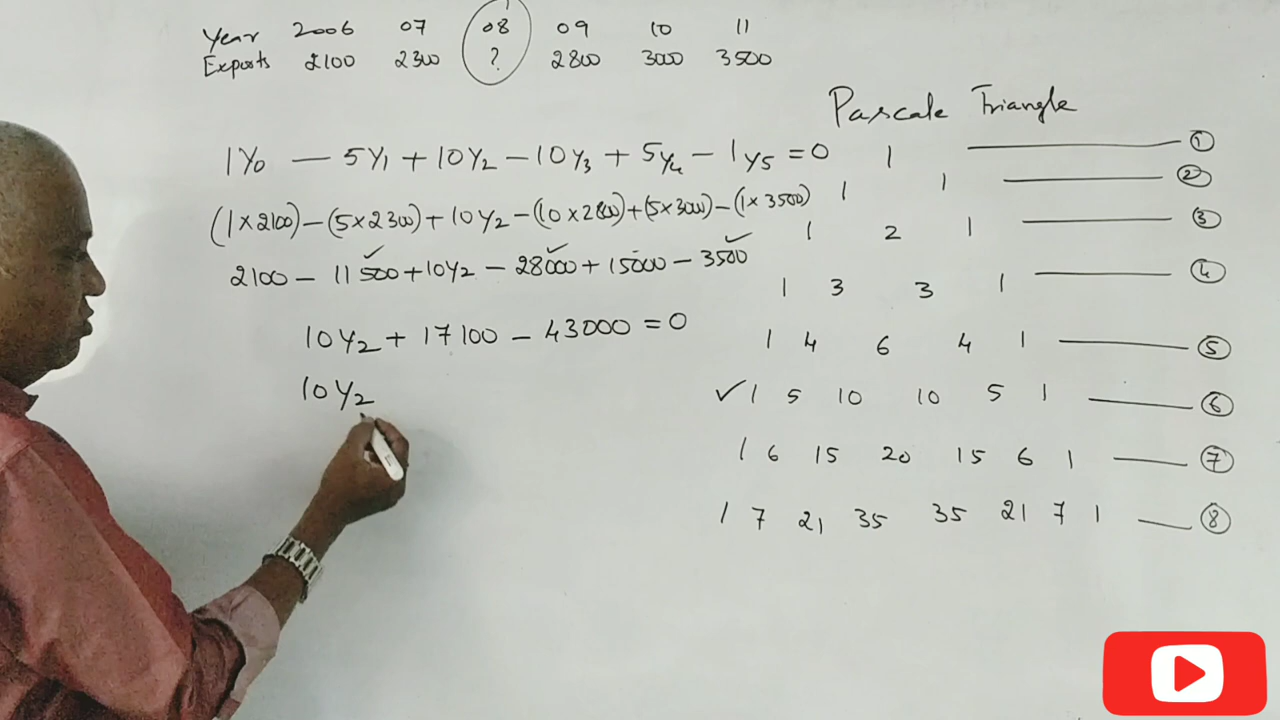 Year 2006 07 08 09 10 11
Exports 2100 2300 ? 2800 3000 3500
Pascale Triangle
1y0 — 5y1 + 10y2 – 10y3 + 5y4 – 1y5 = 0
(1×2100)–(5×2300)+10y2–(10×2800)+(5×3000)–(1×3500)
2100 – 11500+10y2 – 28000+15000 – 3500
10y2 + 17100 – 43000 = 0
10y2
1 ①
1 1 ②
1 2 1 ③
1 3 3 1 ④
1 4 6 4 1 ⑤
✓1 5 10 10 5 1 ⑥
1 6 15 20 15 6 1 ⑦
1 7 21 35 35 21 7 1 ⑧